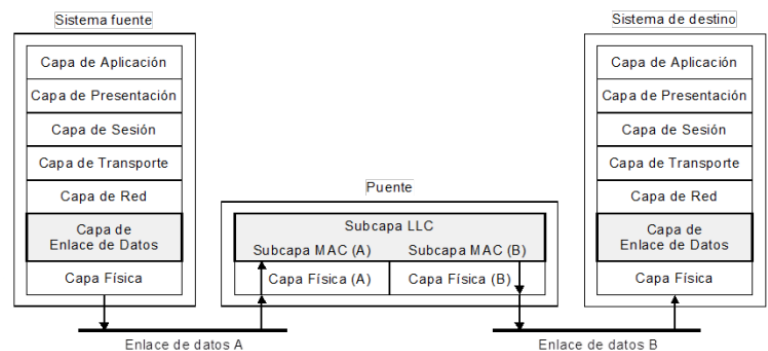 Sistema fuente
Capa de Aplicación
Capa de Presentación
Capa de Sesión
Capa de Transporte
Capa de Red
Capa de
Enlace de Datos
Capa Física
Enlace de datos A
Puente
Subcapa LLC
Subcapa MAC (A) Subcapa MAC (B)
Capa Física (A) Capa Física (B)
Sistema de destino
Capa de Aplicación
Capa de Presentación
Capa de Sesión
Capa de Transporte
Capa de Red
Capa de
Enlace de Datos
Capa Física
Enlace de datos B